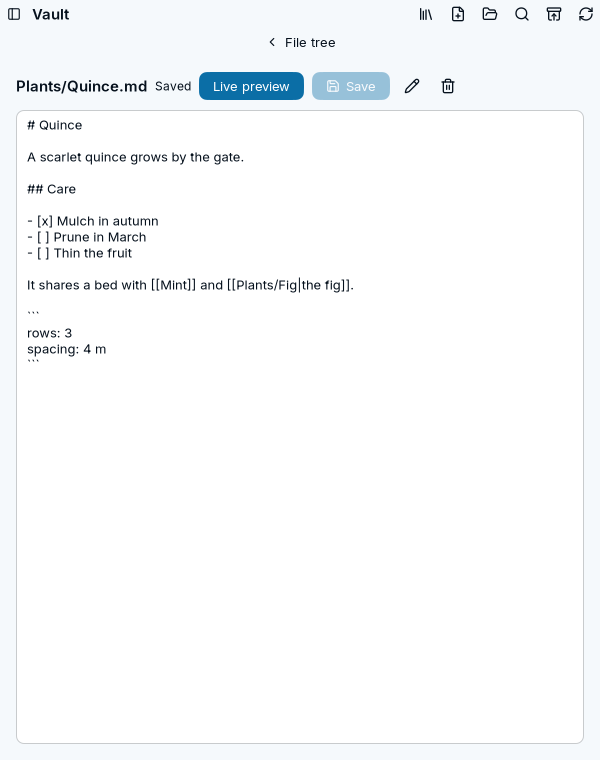 Vault
File tree
Plants/Quince.md Saved Live preview Save
# Quince
A scarlet quince grows by the gate.
## Care
- [x] Mulch in autumn
- [ ] Prune in March
- [ ] Thin the fruit
It shares a bed with [[Mint]] and [[Plants/Fig|the fig]].
```
rows: 3
spacing: 4 m
```